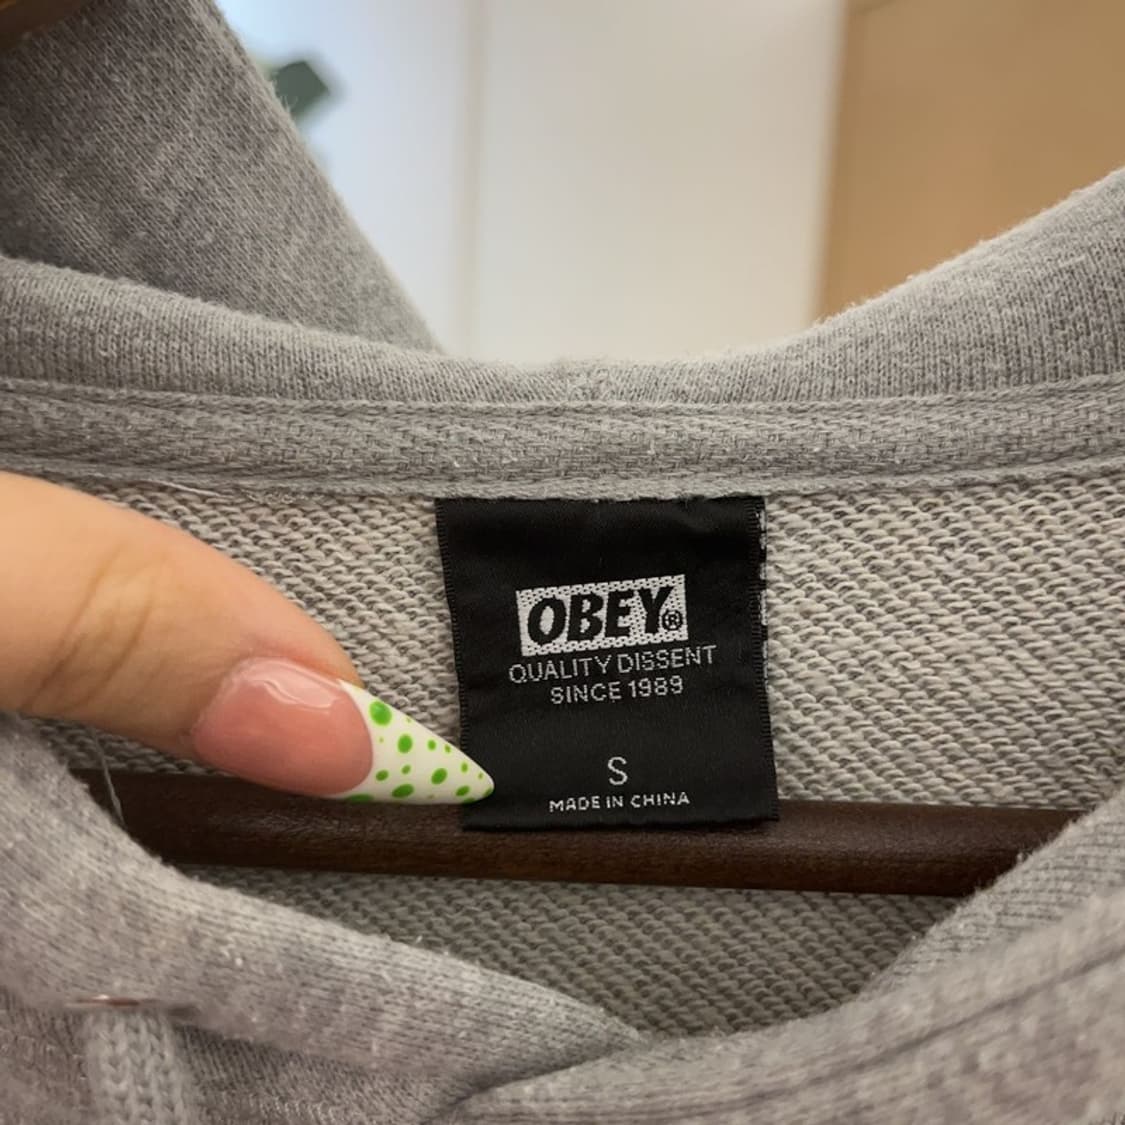 OBEY®
QUALITY DISSENT
SINCE 1989
S
MADE IN CHINA